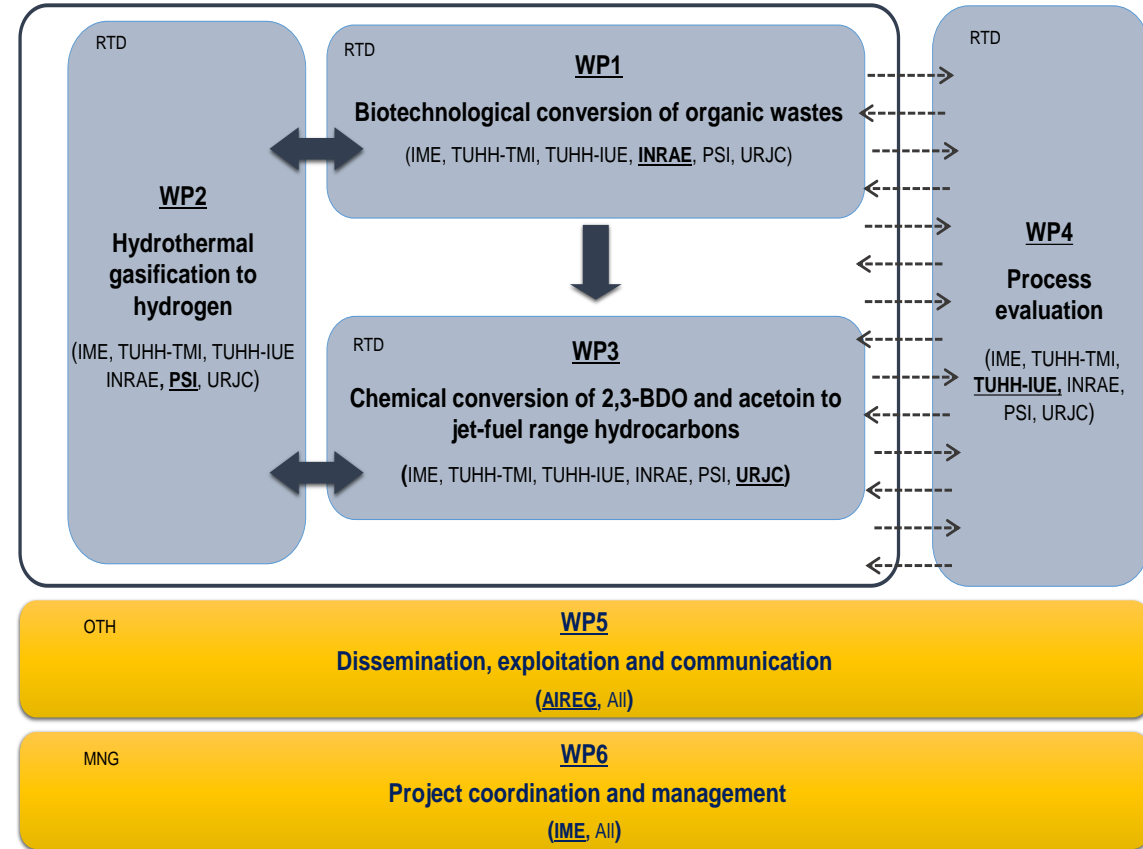 RTD
WP2
Hydrothermal
gasification to
hydrogen
(IME, TUHH-TMI, TUHH-IUE
INRAE, PSI, URJC)
RTD
WP1
Biotechnological conversion of organic wastes
(IME, TUHH-TMI, TUHH-IUE, INRAE, PSI, URJC)
RTD
WP3
Chemical conversion of 2,3-BDO and acetoin to
jet-fuel range hydrocarbons
(IME, TUHH-TMI, TUHH-IUE, INRAE, PSI, URJC)
RTD
WP4
Process
evaluation
(IME, TUHH-TMI,
TUHH-IUE, INRAE,
PSI, URJC)
OTH
WP5
Dissemination, exploitation and communication
(AIREG, All)
MNG
WP6
Project coordination and management
(IME, All)